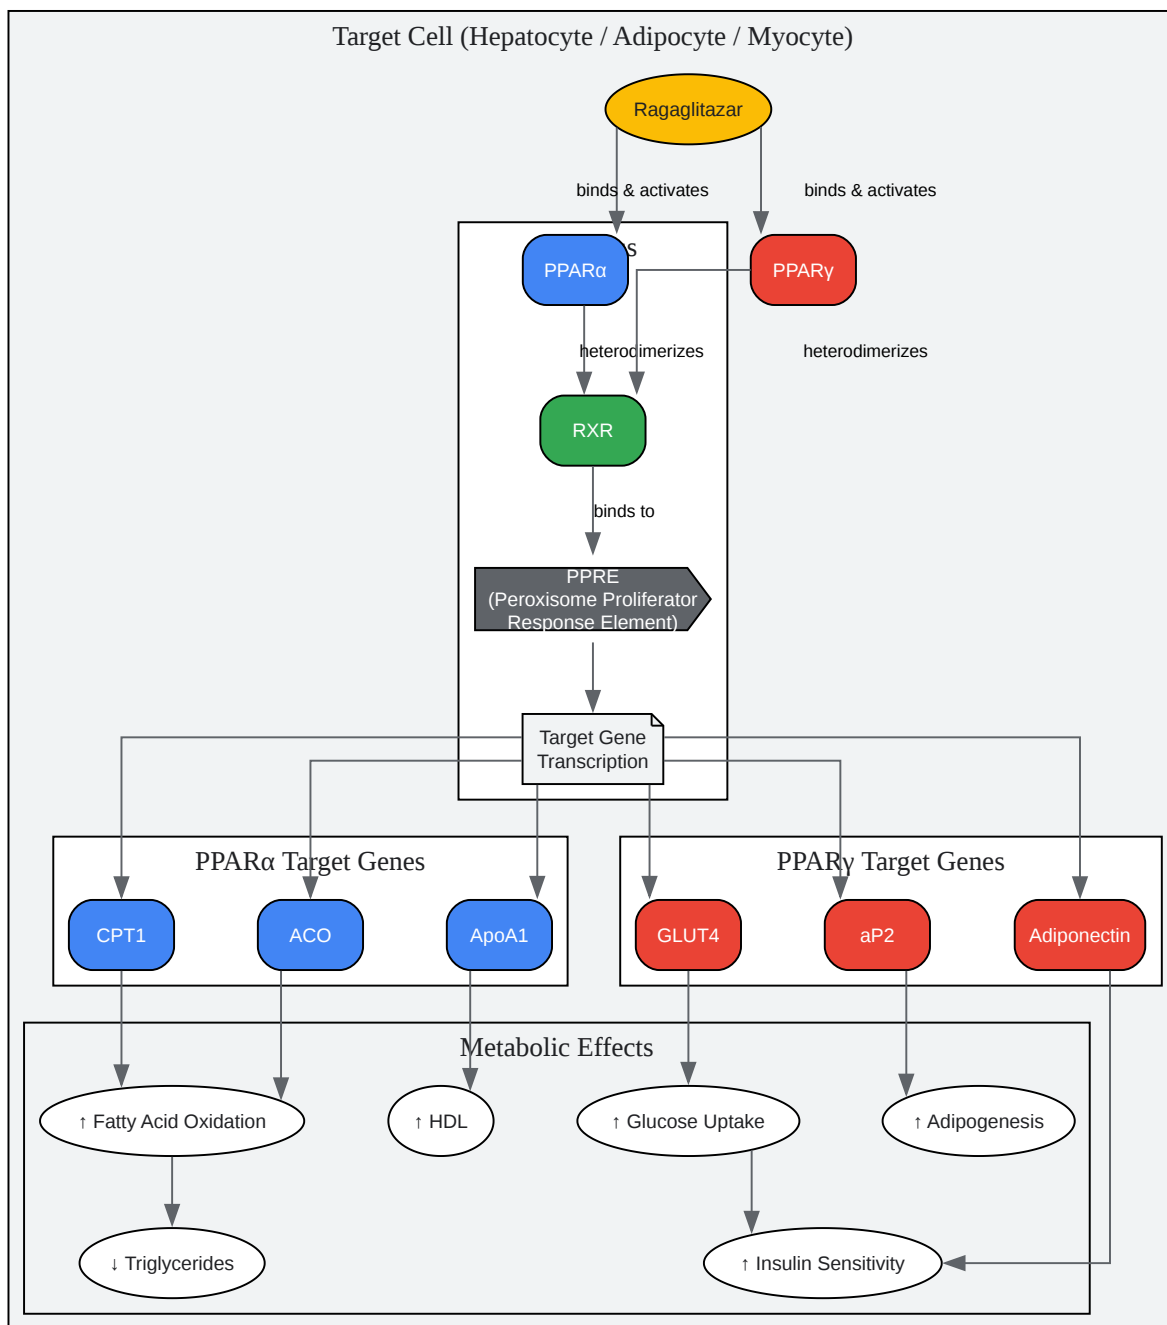 Target Cell (Hepatocyte / Adipocyte / Myocyte)
Ragaglitazar
binds & activates
binds & activates
PPARα
PPARγ
heterodimerizes
heterodimerizes
RXR
binds to
PPRE
(Peroxisome Proliferator
Response Element)
Target Gene
Transcription
PPARα Target Genes
PPARγ Target Genes
CPT1
ACO
ApoA1
GLUT4
aP2
Adiponectin
Metabolic Effects
↑ Fatty Acid Oxidation
↑ HDL
↑ Glucose Uptake
↑ Adipogenesis
↓ Triglycerides
↑ Insulin Sensitivity